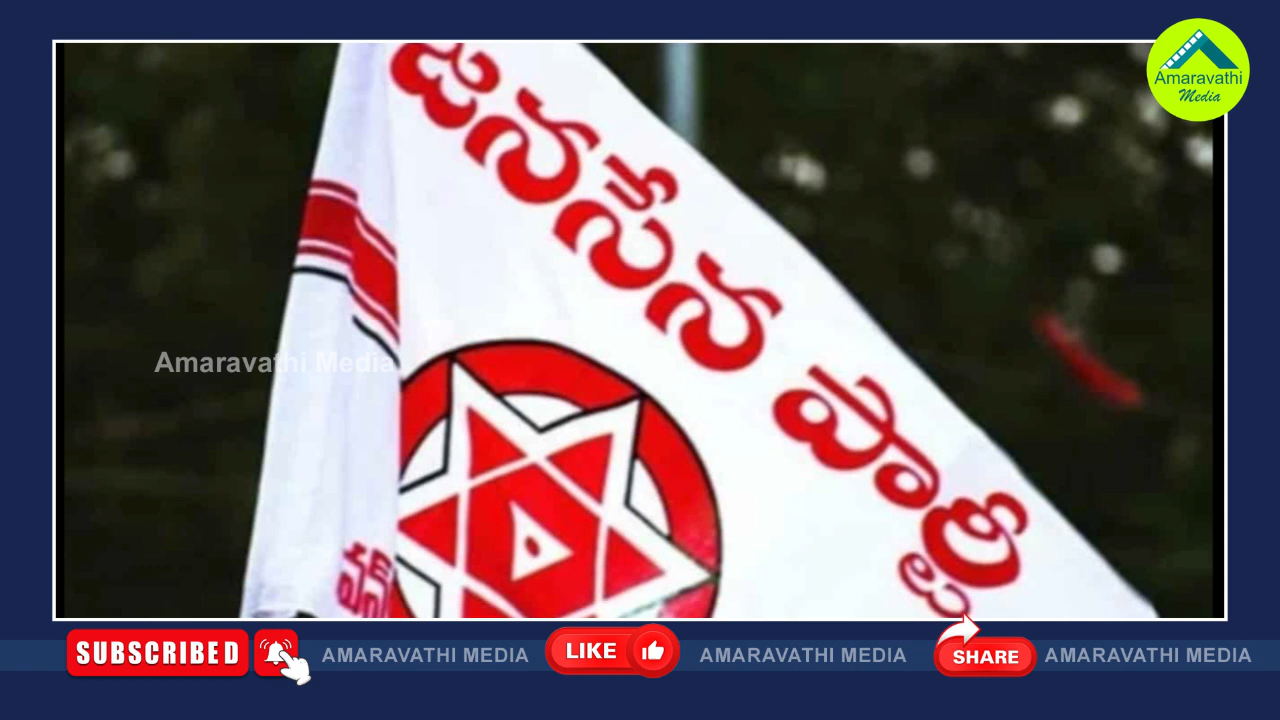 Amaravathi
Media
జనసేన పార్టీ
Amaravathi Media
SUBSCRIBED
AMARAVATHI MEDIA
LIKE
AMARAVATHI MEDIA
SHARE
AMARAVATHI MEDIA